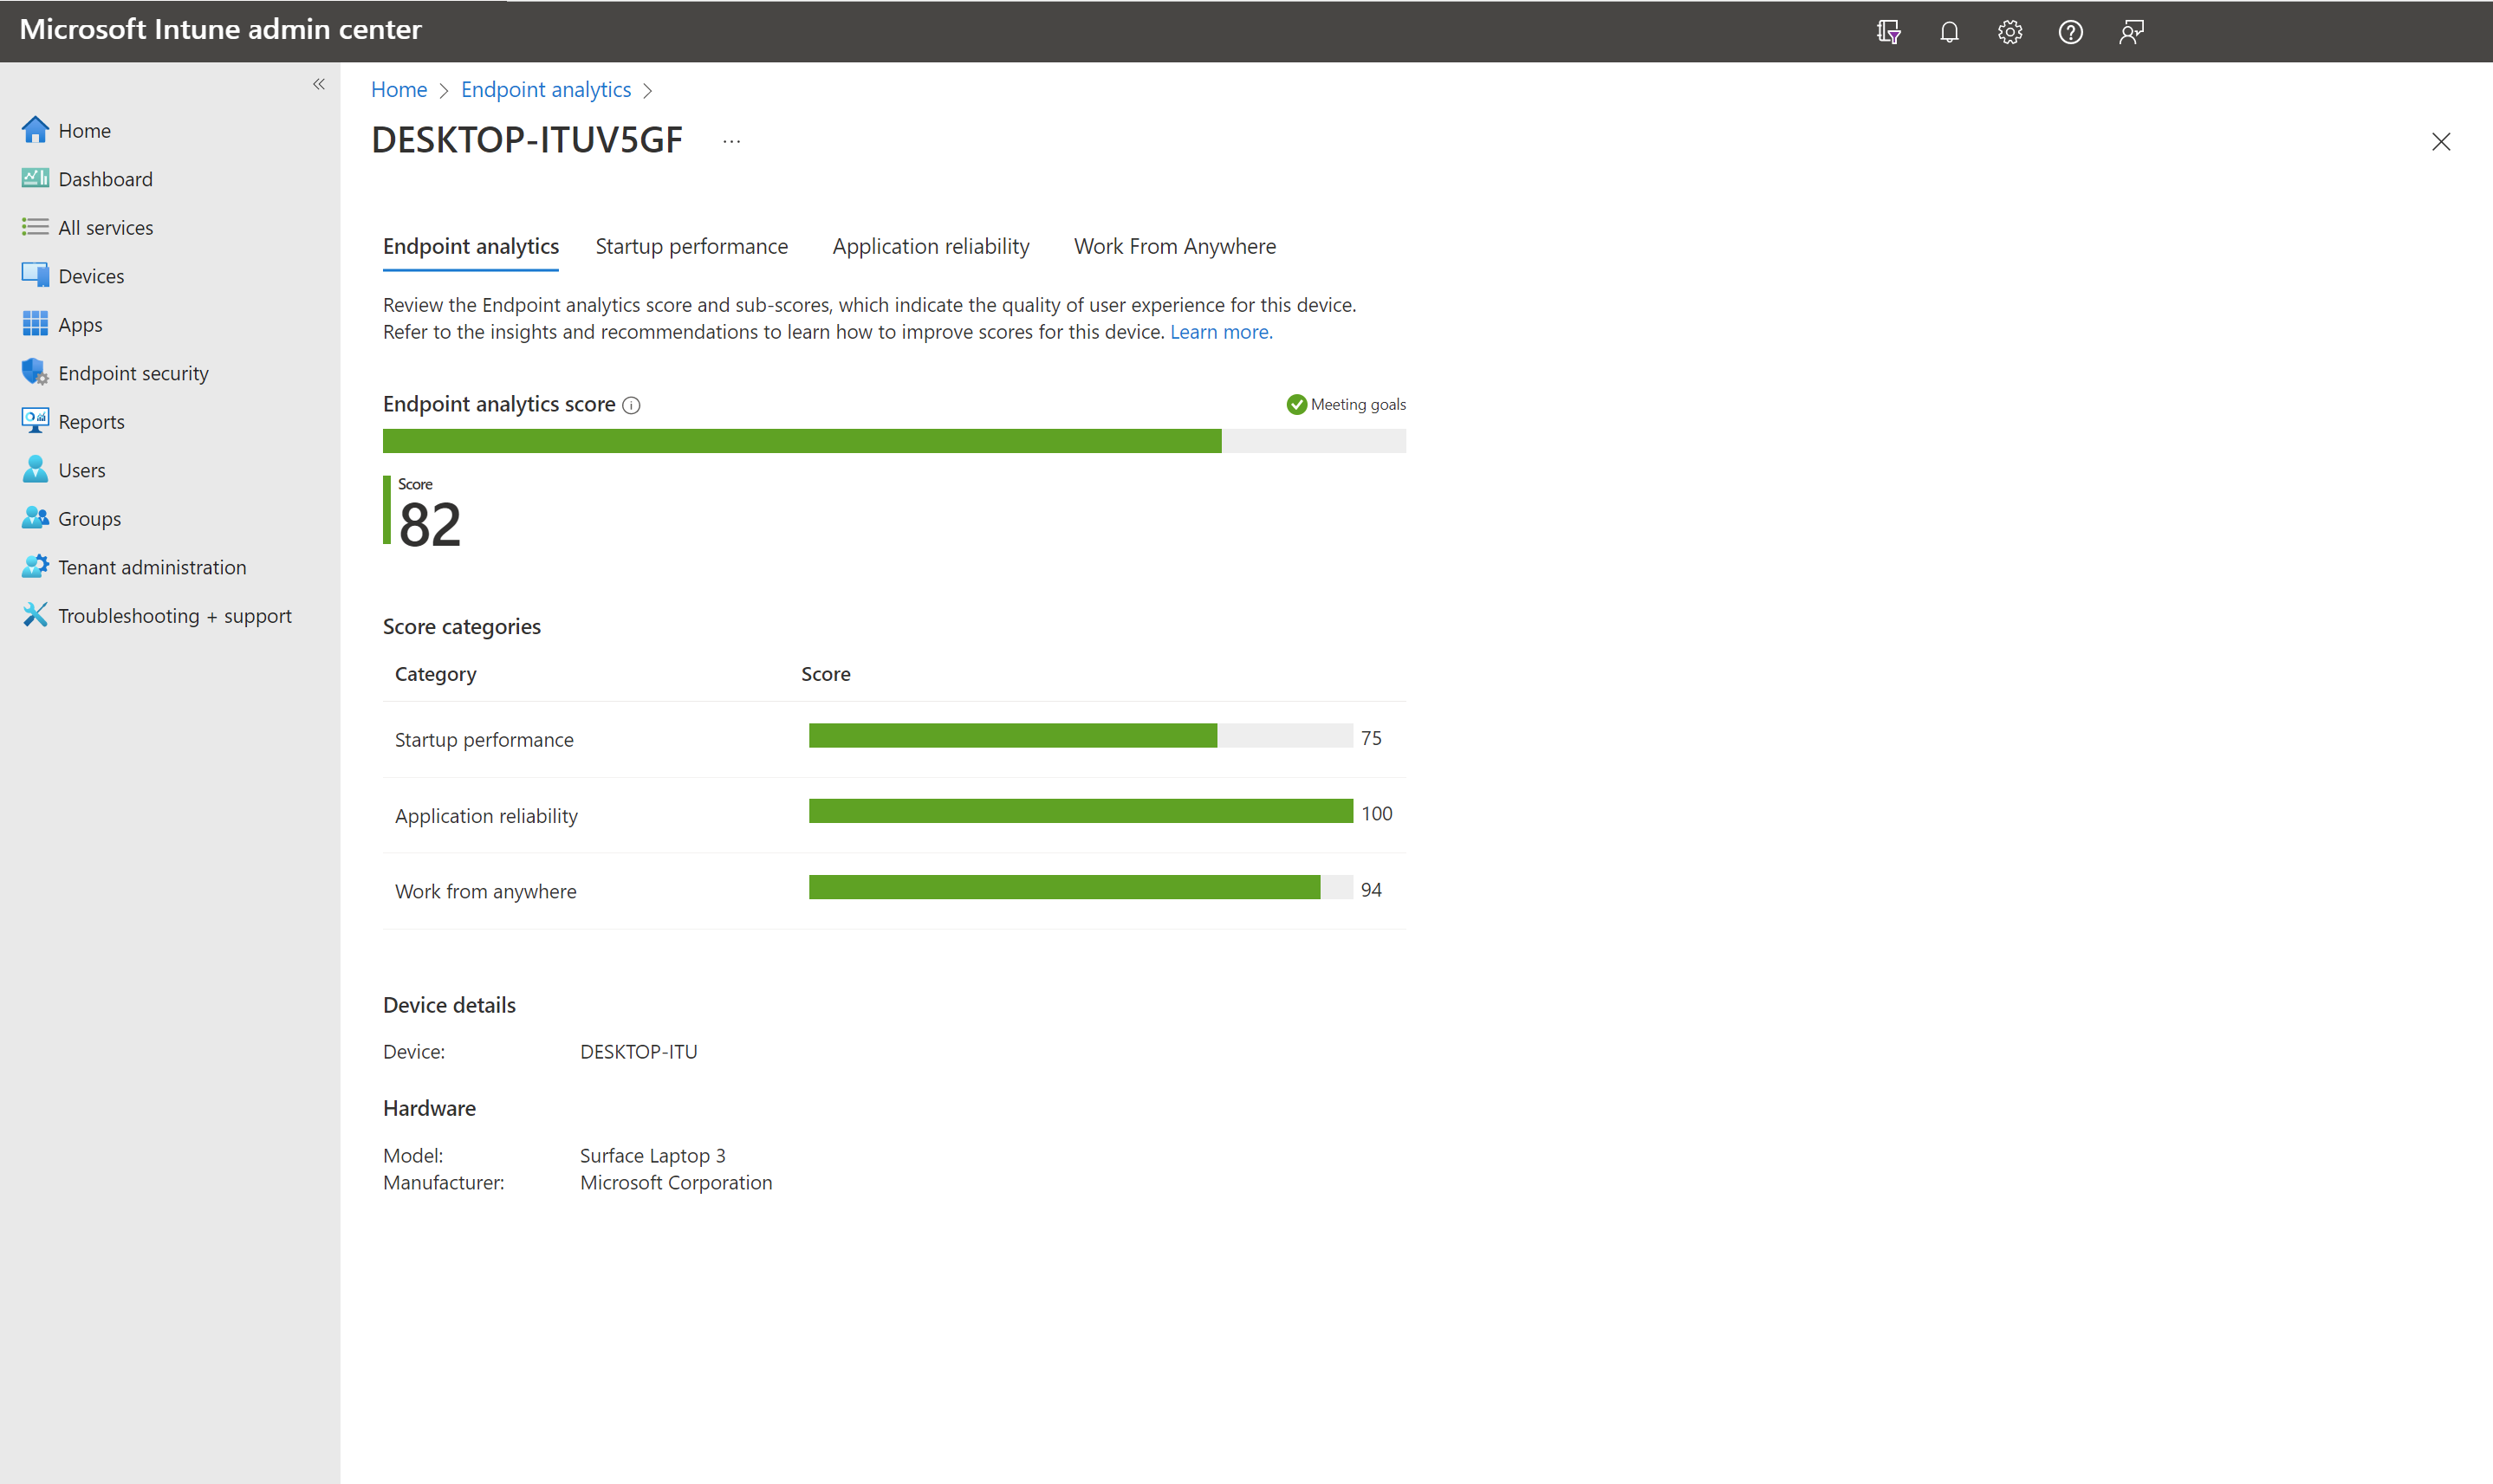 Microsoft Intune admin center
Home
Dashboard
All services
Devices
Apps
Endpoint security
Reports
Users
Groups
Tenant administration
Troubleshooting + support
Home > Endpoint analytics >
DESKTOP-ITUV5GF ...
Endpoint analytics Startup performance Application reliability Work From Anywhere
Review the Endpoint analytics score and sub-scores, which indicate the quality of user experience for this device.
Refer to the insights and recommendations to learn how to improve scores for this device. Learn more.
Endpoint analytics score Meeting goals
Score
82
Score categories
Category Score
Startup performance 75
Application reliability 100
Work from anywhere 94
Device details
Device: DESKTOP-ITU
Hardware
Model: Surface Laptop 3
Manufacturer: Microsoft Corporation